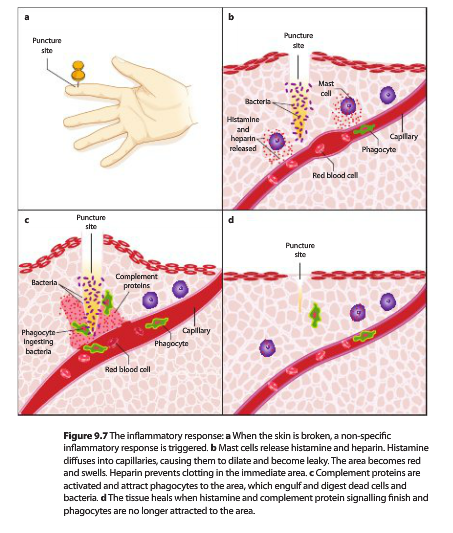 a
Puncture
site
b
Puncture
site
Mast
cell
Bacteria
Histamine
and
heparin
released
Capillary
Phagocyte
Red blood cell
c
Puncture
site
Bacteria
Complement
proteins
Capillary
Phagocyte
ingesting
bacteria
Phagocyte
Red blood cell
d
Puncture
site
Figure 9.7 The inflammatory response: a When the skin is broken, a non-specific
inflammatory response is triggered. b Mast cells release histamine and heparin. Histamine
diffuses into capillaries, causing them to dilate and become leaky. The area becomes red
and swells. Heparin prevents clotting in the immediate area. c Complement proteins are
activated and attract phagocytes to the area, which engulf and digest dead cells and
bacteria. d The tissue heals when histamine and complement protein signalling finish and
phagocytes are no longer attracted to the area.